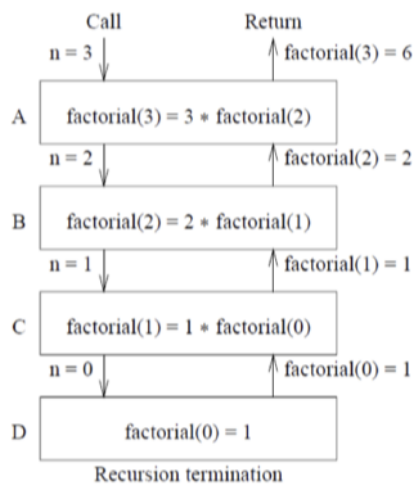 Call Return
n = 3 factorial(3) = 6
A factorial(3) = 3 * factorial(2)
n = 2 factorial(2) = 2
B factorial(2) = 2 * factorial(1)
n = 1 factorial(1) = 1
C factorial(1) = 1 * factorial(0)
n = 0 factorial(0) = 1
D factorial(0) = 1
Recursion termination